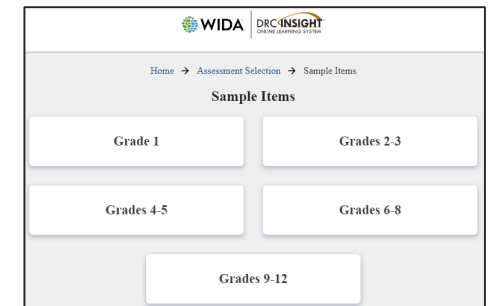 WIDA DRC INSIGHT
ONLINE LEARNING SYSTEM
Home → Assessment Selection → Sample Items
Sample Items
Grade 1 Grades 2-3
Grades 4-5 Grades 6-8
Grades 9-12